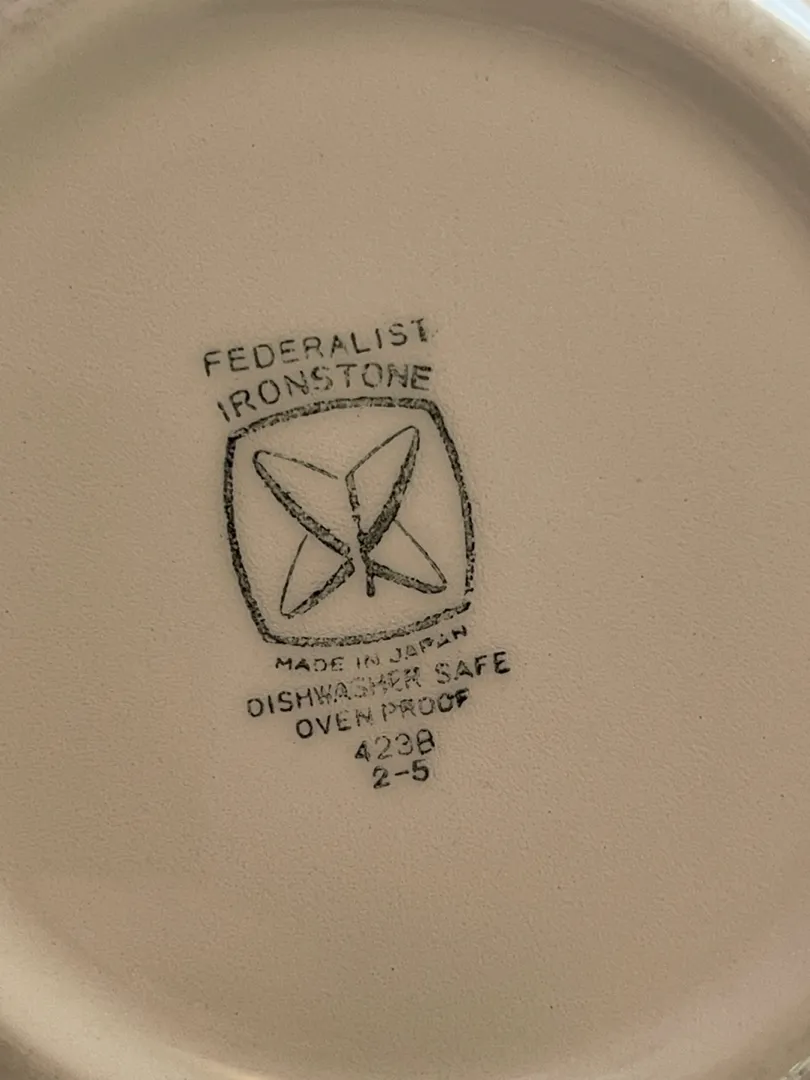 FEDERALIST
IRONSTONE
MADE IN JAPAN
DISHWASHER SAFE
OVEN PROOF
4238
2-5